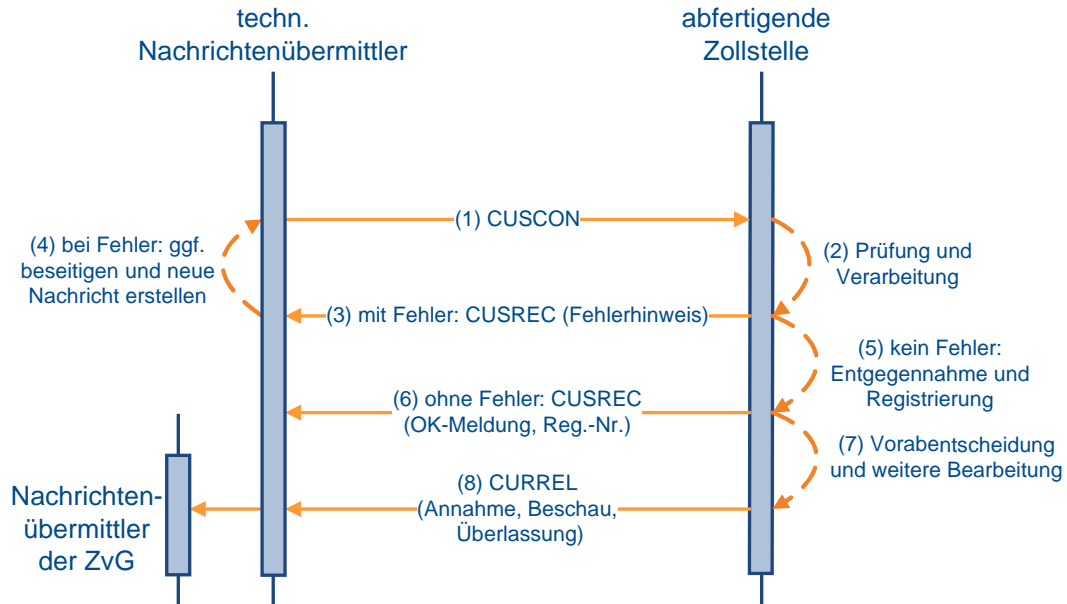 techn.
Nachrichtenübermittler
abfertigende
Zollstelle
(1) CUSCON
(2) Prüfung und
Verarbeitung
(3) mit Fehler: CUSREC (Fehlerhinweis)
(4) bei Fehler: ggf.
beseitigen und neue
Nachricht erstellen
(5) kein Fehler:
Entgegennahme und
Registrierung
(6) ohne Fehler: CUSREC
(OK-Meldung, Reg.-Nr.)
(7) Vorabentscheidung
und weitere Bearbeitung
(8) CURREL
(Annahme, Beschau,
Überlassung)
Nachrichten-
übermittler
der ZvG